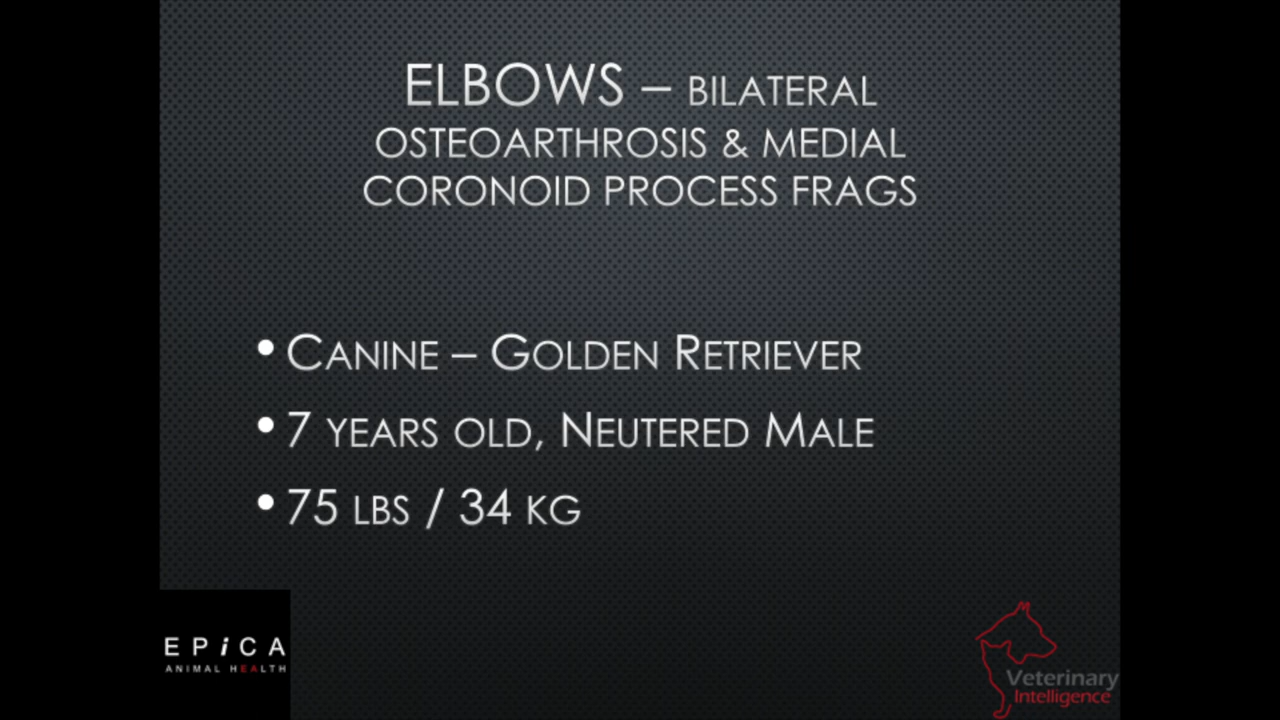 ELBOWS – BILATERAL
OSTEOARTHROSIS & MEDIAL
CORONOID PROCESS FRAGS
• CANINE – GOLDEN RETRIEVER
• 7 YEARS OLD, NEUTERED MALE
• 75 LBS / 34 KG
EPiCA
ANIMAL HEALTH
Veterinary
Intelligence